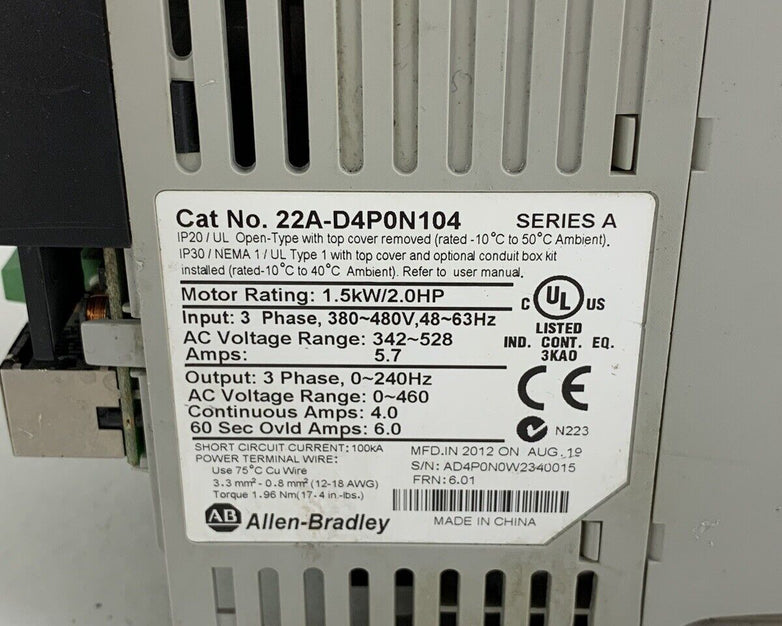 Cat No. 22A-D4P0N104 SERIES A
IP20 / UL Open-Type with top cover removed (rated -10°C to 50°C Ambient).
IP30 / NEMA 1 / UL Type 1 with top cover and optional conduit box kit
installed (rated-10°C to 40°C Ambient). Refer to user manual.
Motor Rating: 1.5kW/2.0HP
Input: 3 Phase, 380~480V,48~63Hz
AC Voltage Range: 342~528
Amps: 5.7
Output: 3 Phase, 0~240Hz
AC Voltage Range: 0~460
Continuous Amps: 4.0
60 Sec Ovld Amps: 6.0
C UL US
LISTED
IND. CONT. EQ.
3KA0
CE
N223
SHORT CIRCUIT CURRENT: 100kA
POWER TERMINAL WIRE:
Use 75°C Cu Wire
3.3 mm² - 0.8 mm² (12-18 AWG)
Torque 1.96 Nm(17.4 in.-lbs.)
AB Allen-Bradley
MFD.IN 2012 ON AUG.19
S/N: AD4P0N0W2340015
FRN: 6.01
MADE IN CHINA